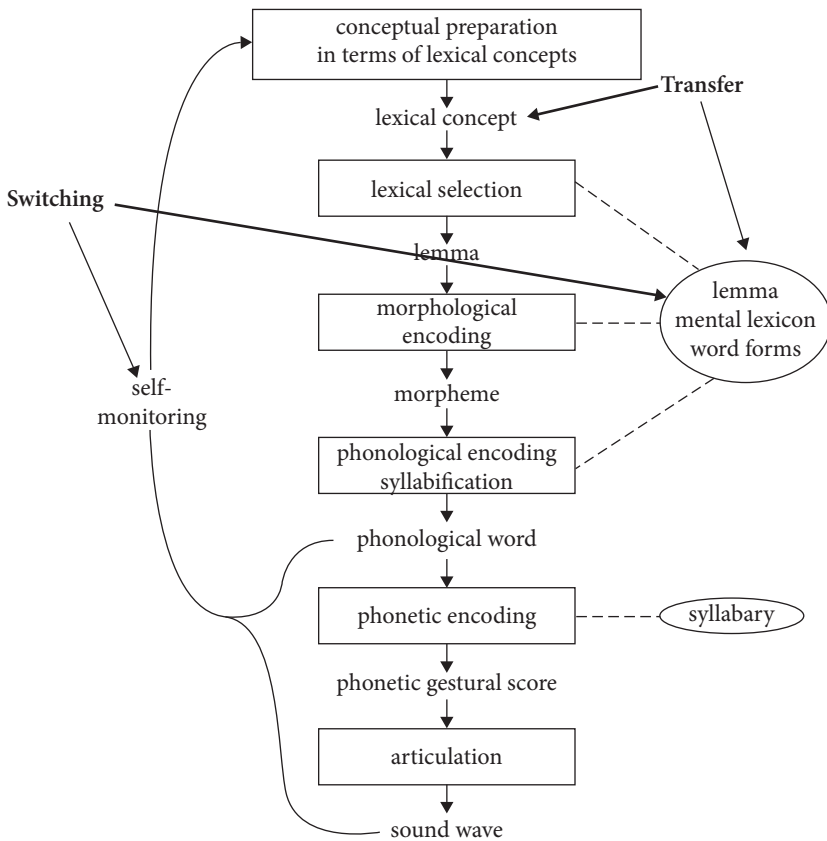 conceptual preparation
in terms of lexical concepts
Transfer
lexical concept
lexical selection
Switching
lemma
lemma
mental lexicon
word forms
morphological
encoding
self-
monitoring
morpheme
phonological encoding
syllabification
phonological word
phonetic encoding
syllabary
phonetic gestural score
articulation
sound wave